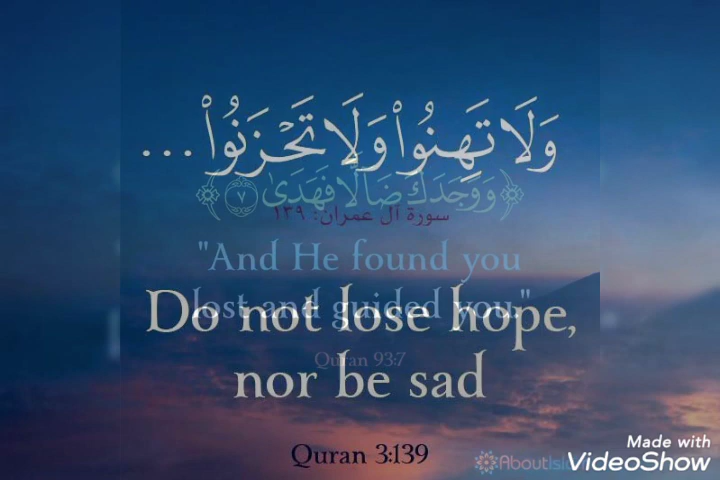 وَلَا تَهِنُوا۟ وَلَا تَحْزَنُوا۟ ...
﴿وَوَجَدَكَ ضَالًّا فَهَدَىٰ ٧﴾
سورة آل عمران: ١٣٩
"And He found you
lost and guided you."
Do not lose hope,
Quran 93:7
nor be sad
Quran 3:139
AboutIsl
Made with
VideoShow